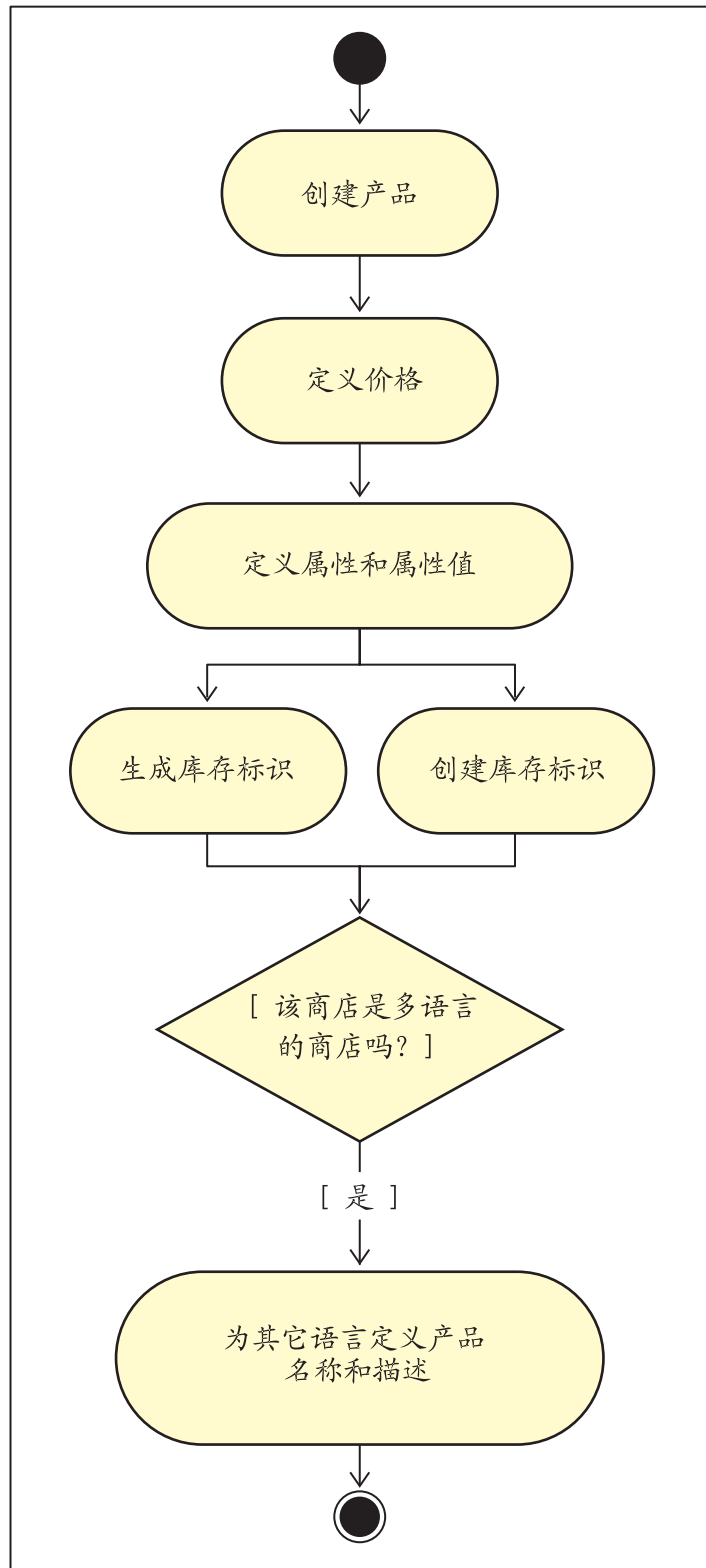 创建产品
定义价格
定义属性和属性值
生成库存标识
创建库存标识
[ 该商店是多语言
的商店吗? ]
[ 是 ]
为其它语言定义产品
名称和描述